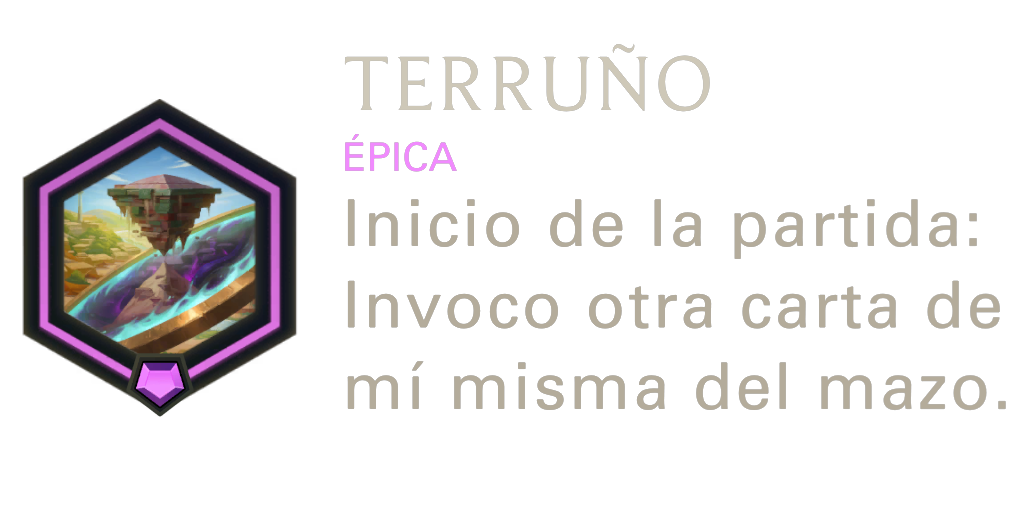 TERRUÑO
ÉPICA
Inicio de la partida:
Invoco otra carta de
mí misma del mazo.